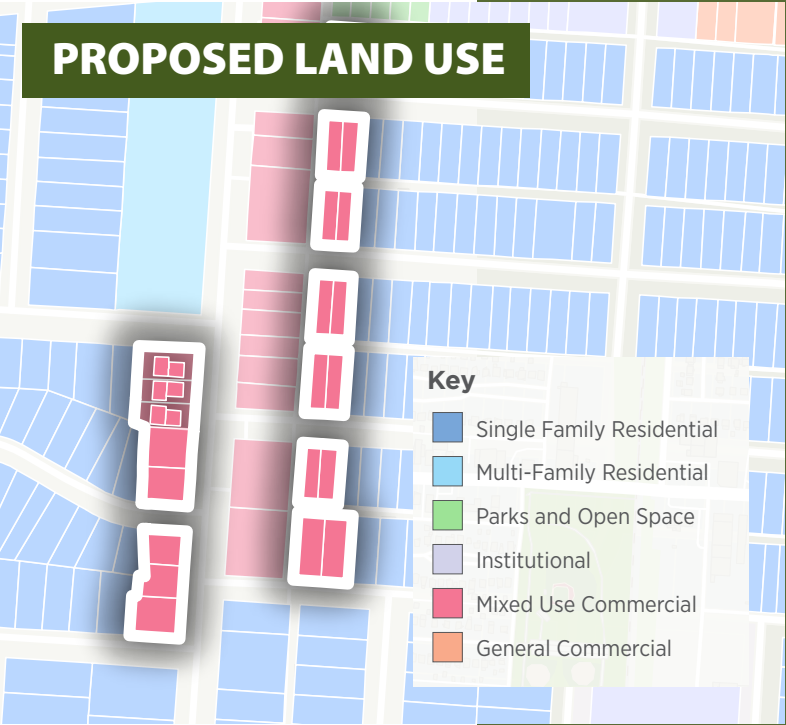 PROPOSED LAND USE
Key
Single Family Residential
Multi-Family Residential
Parks and Open Space
Institutional
Mixed Use Commercial
General Commercial